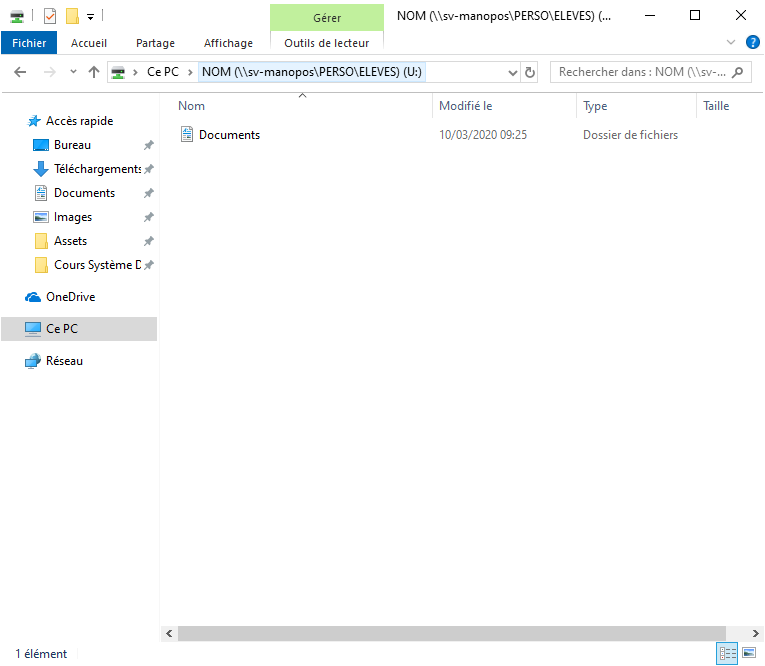 Gérer
NOM (\\sv-manopos\PERSO\ELEVES) (...
Fichier
Accueil
Partage
Affichage
Outils de lecteur
Ce PC
NOM (\\sv-manopos\PERSO\ELEVES) (U:)
Rechercher dans : NOM (\\sv-...
Nom
Modifié le
Type
Taille
Documents
10/03/2020 09:25
Dossier de fichiers
Accès rapide
Bureau
Téléchargements
Documents
Images
Assets
Cours Système D
OneDrive
Ce PC
Réseau
1 élément